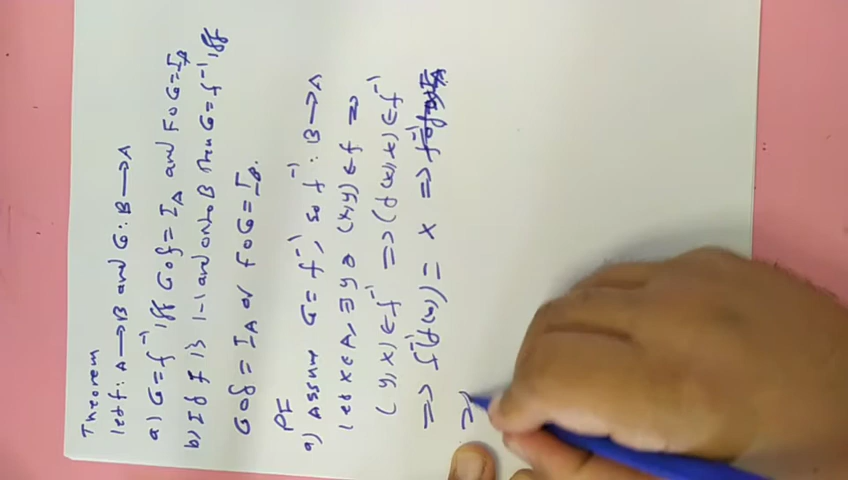 Theorem
let f: A → B and G: B → A
a) G = f⁻¹ iff G o f = I_A and F o G = I_B
b) If F is 1-1 and onto B then G = f⁻¹ iff
G o f = I_A or F o G = I_B.
Pf
a) Assume G = f⁻¹, so f⁻¹ : B → A
let x ∈ A, ∃ y ∋ (x, y) ∈ f ⇒
(y, x) ∈ f⁻¹ ⇒ (f(x), x) ∈ f⁻¹
⇒ f⁻¹(f(x)) = x ⇒
⇒